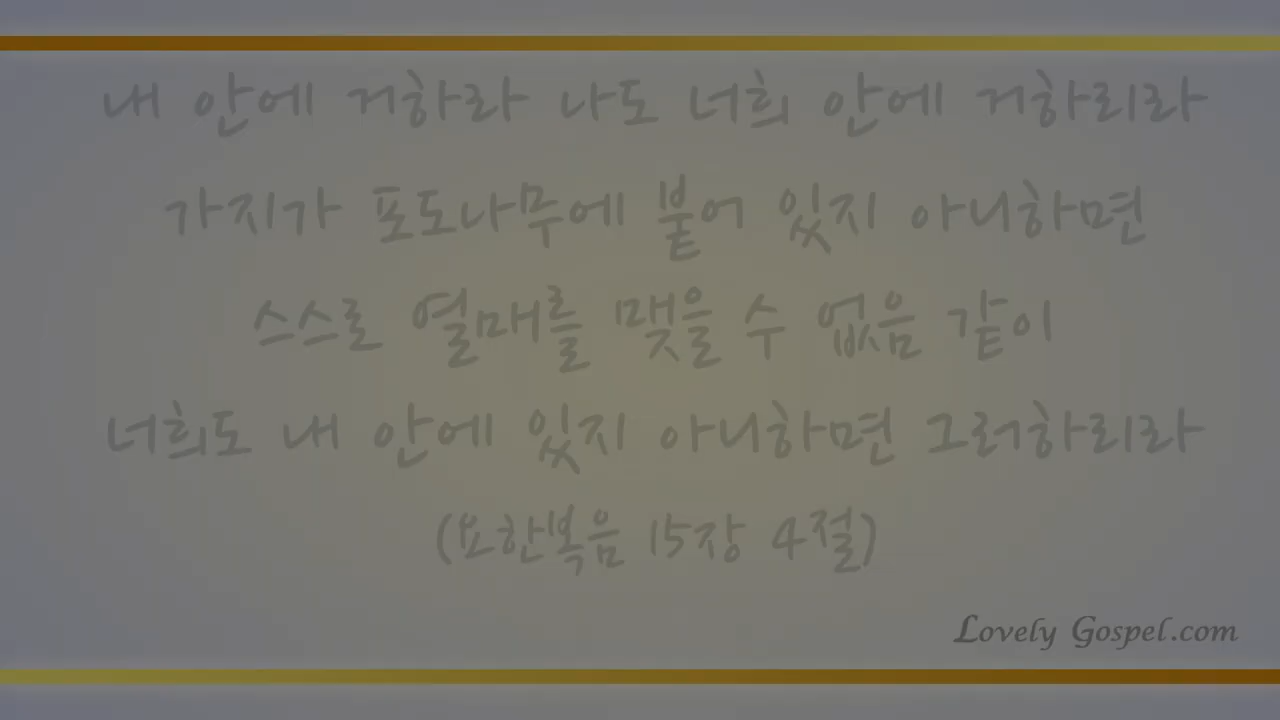 내 안에 거하라 나도 너희 안에 거하리라
가지가 포도나무에 붙어 있지 아니하면
스스로 열매를 맺을 수 없음 같이
너희도 내 안에 있지 아니하면 그러하리라
(요한복음 15장 4절)
Lovely Gospel.com